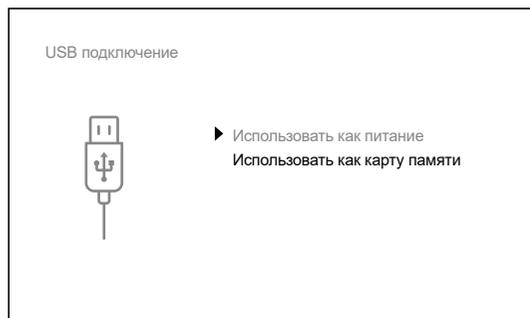 USB подключение
Использовать как питание
Использовать как карту памяти